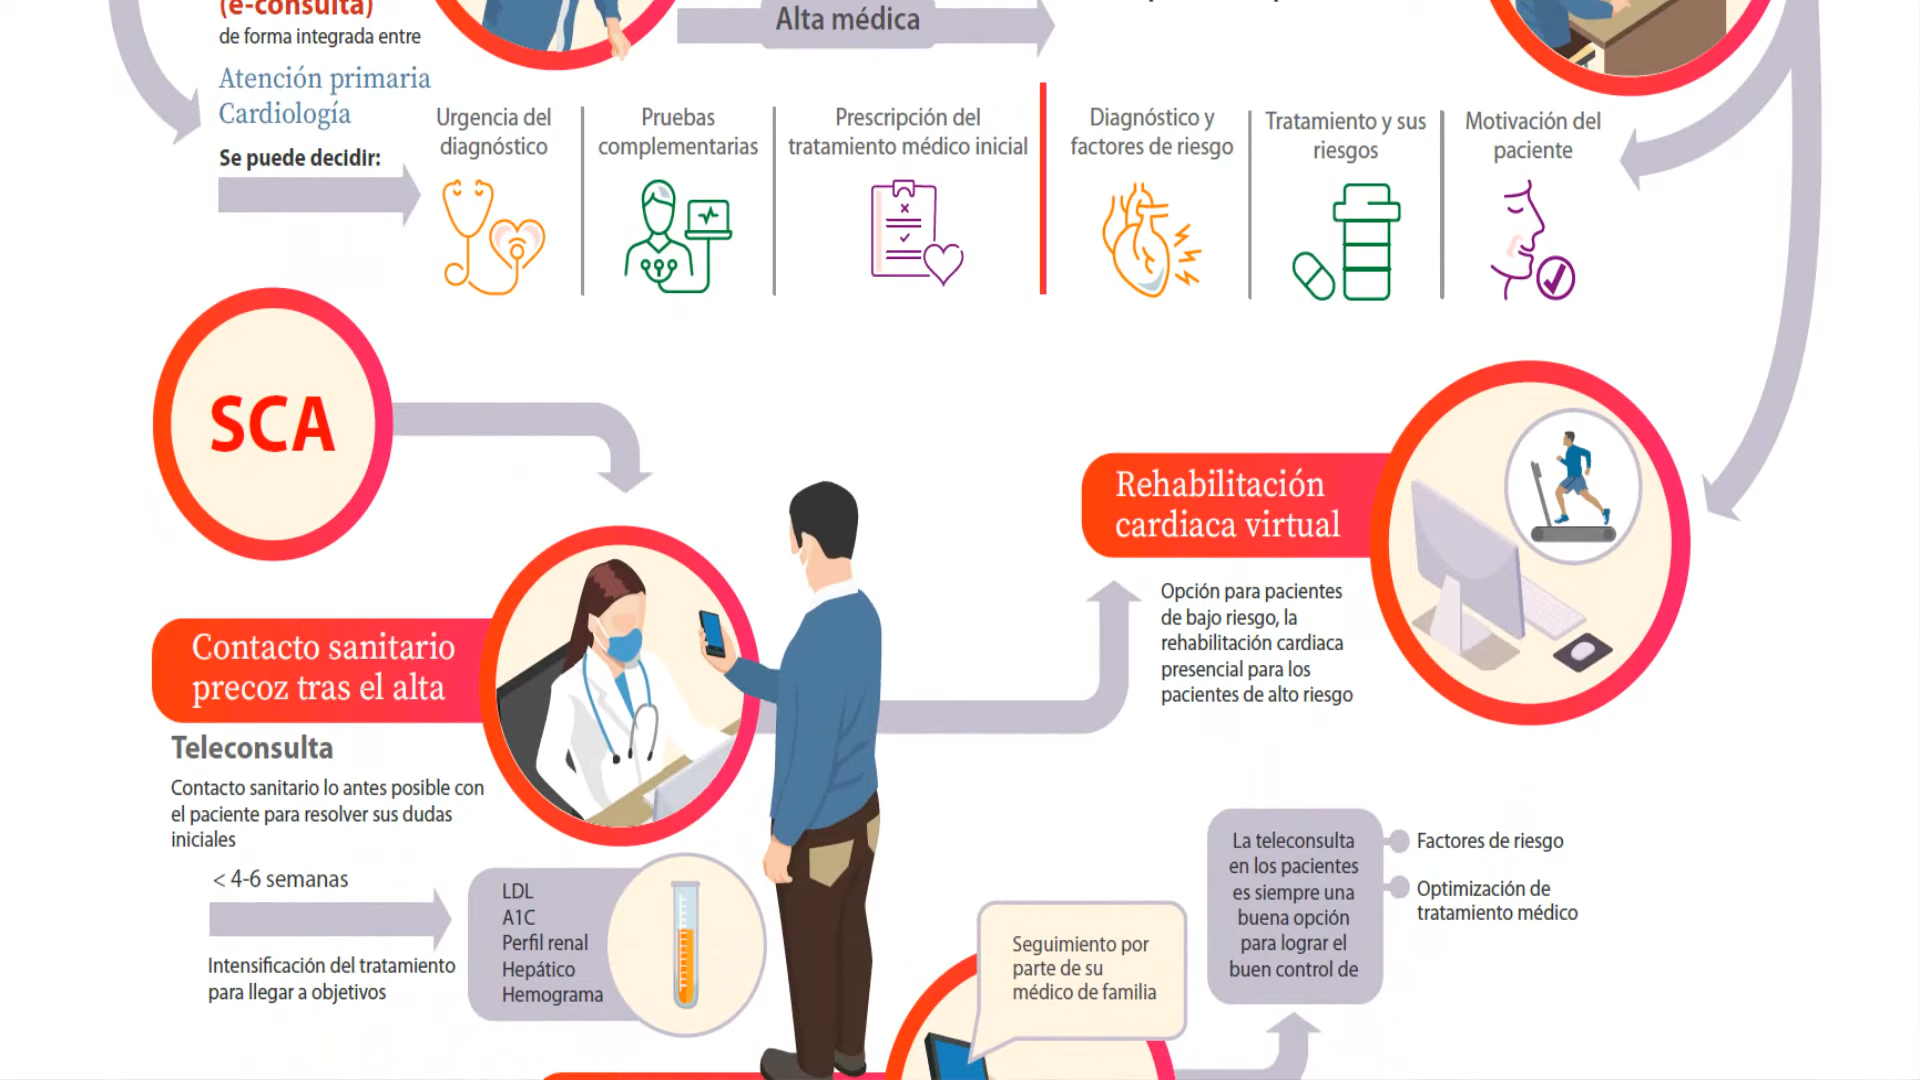 (e-consulta)
de forma integrada entre
Atención primaria
Cardiología
Se puede decidir:
Alta médica
Urgencia del
diagnóstico
Pruebas
complementarias
Prescripción del
tratamiento médico inicial
Diagnóstico y
factores de riesgo
Tratamiento y sus
riesgos
Motivación del
paciente
SCA
Rehabilitación
cardiaca virtual
Opción para pacientes
de bajo riesgo, la
rehabilitación cardiaca
presencial para los
pacientes de alto riesgo
Contacto sanitario
precoz tras el alta
Teleconsulta
Contacto sanitario lo antes posible con
el paciente para resolver sus dudas
iniciales
< 4-6 semanas
Intensificación del tratamiento
para llegar a objetivos
LDL
A1C
Perfil renal
Hepático
Hemograma
Seguimiento por
parte de su
médico de familia
La teleconsulta
en los pacientes
es siempre una
buena opción
para lograr el
buen control de
Factores de riesgo
Optimización de
tratamiento médico